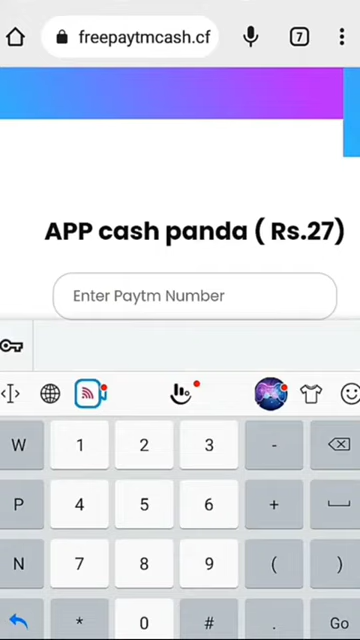 freepaytmcash.cf
7
APP cash panda ( Rs.27)
Enter Paytm Number
W 1 2 3 -
P 4 5 6 +
N 7 8 9 ( )
* 0 # . Go